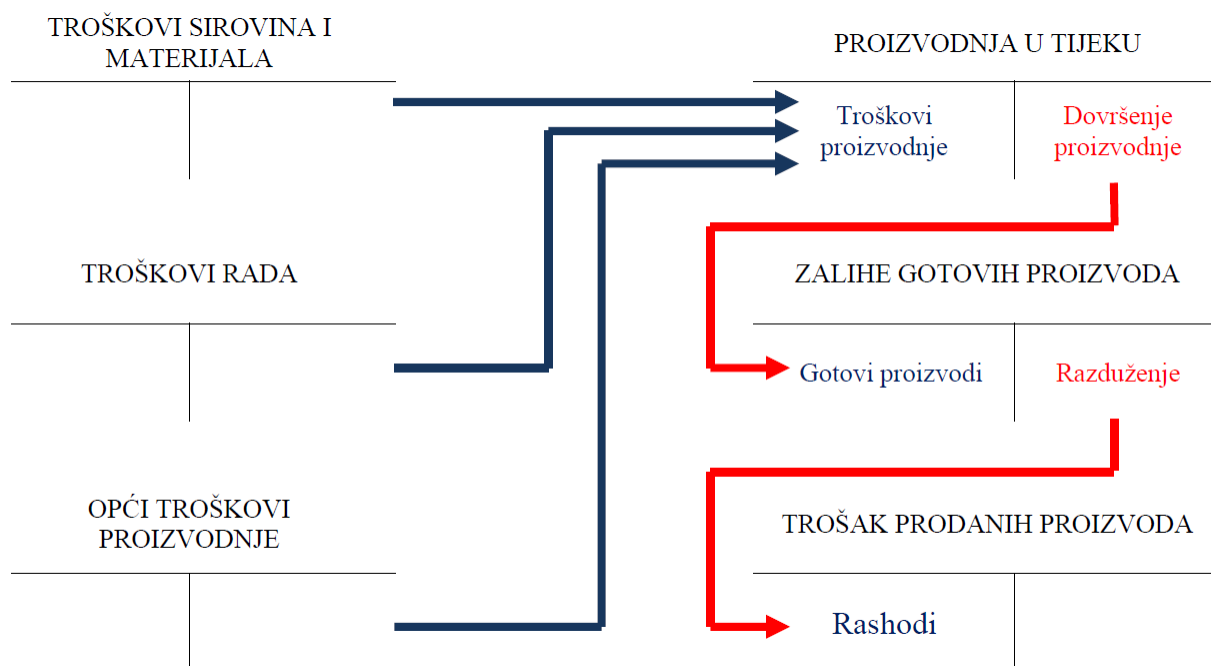 TROŠKOVI SIROVINA I
MATERIJALA
PROIZVODNJA U TIJEKU
Troškovi
proizvodnje
Dovršenje
proizvodnje
TROŠKOVI RADA
ZALIHE GOTOVIH PROIZVODA
Gotovi proizvodi
Razduženje
OPĆI TROŠKOVI
PROIZVODNJE
TROŠAK PRODANIH PROIZVODA
Rashodi